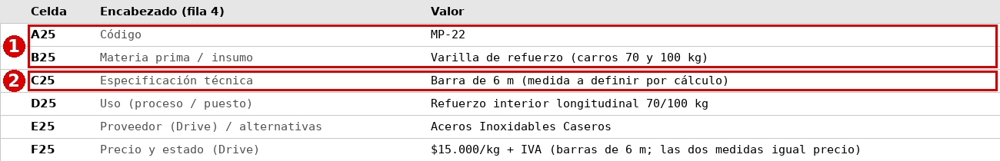 Celda Encabezado (fila 4) Valor
1
A25 Código MP-22
B25 Materia prima / insumo Varilla de refuerzo (carros 70 y 100 kg)
2
C25 Especificación técnica Barra de 6 m (medida a definir por cálculo)
D25 Uso (proceso / puesto) Refuerzo interior longitudinal 70/100 kg
E25 Proveedor (Drive) / alternativas Aceros Inoxidables Caseros
F25 Precio y estado (Drive) $15.000/kg + IVA (barras de 6 m; las dos medidas igual precio)